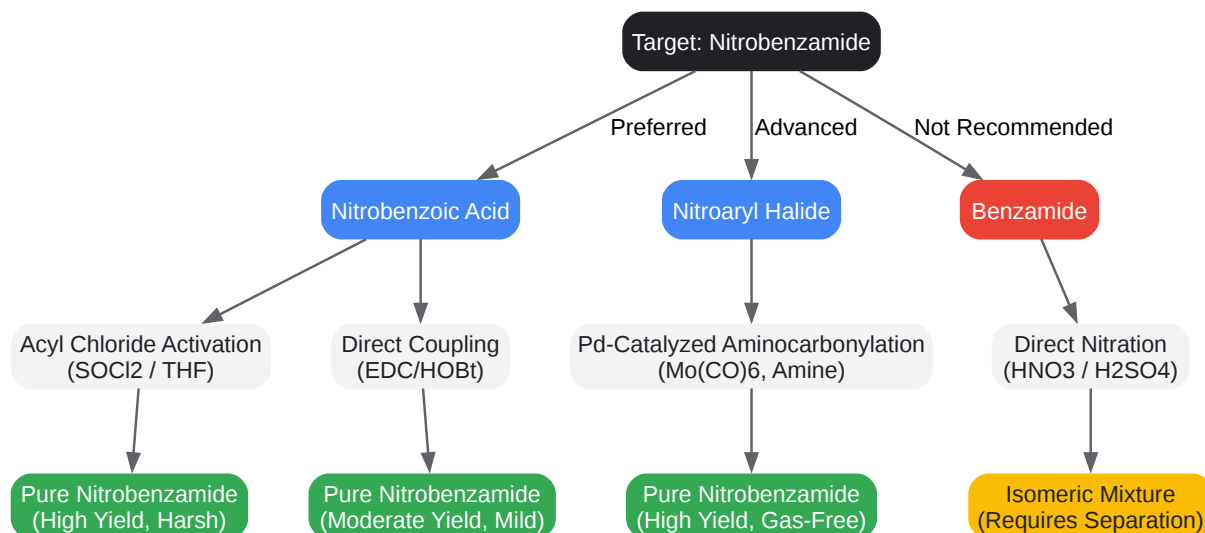 Target: Nitrobenzamide
Preferred
Advanced
Not Recommended
Nitrobenzoic Acid
Nitroaryl Halide
Benzamide
Acyl Chloride Activation
(SOCl2 / THF)
Direct Coupling
(EDC/HOBt)
Pd-Catalyzed Aminocarbonylation
(Mo(CO)6, Amine)
Direct Nitration
(HNO3 / H2SO4)
Pure Nitrobenzamide
(High Yield, Harsh)
Pure Nitrobenzamide
(Moderate Yield, Mild)
Pure Nitrobenzamide
(High Yield, Gas-Free)
Isomeric Mixture
(Requires Separation)